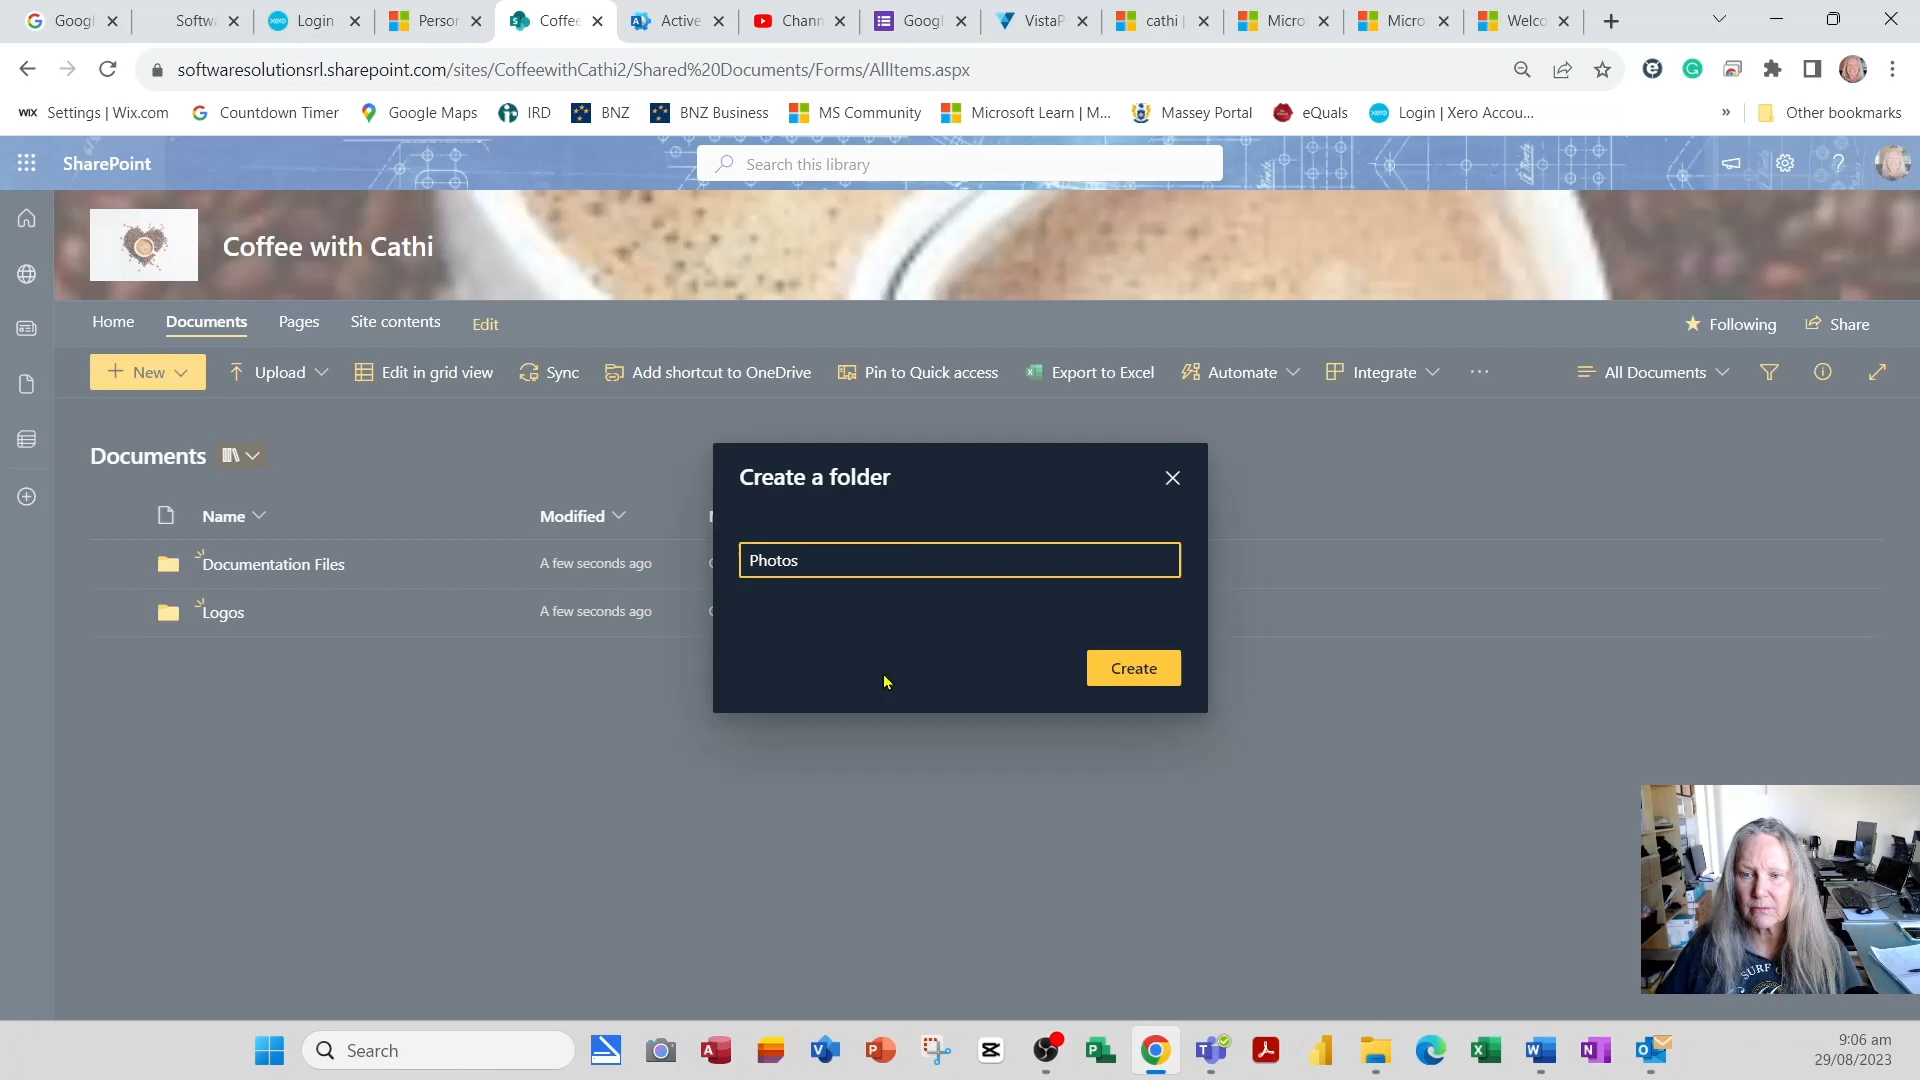 Googl
Softwa
Login
Person
Coffee
Active
Chann
Googl
VistaP
cathi |
Micro
Micro
Welco
softwaresolutionsrl.sharepoint.com/sites/CoffeewithCathi2/Shared%20Documents/Forms/AllItems.aspx
WIX Settings | Wix.com
Countdown Timer
Google Maps
IRD
BNZ
BNZ Business
MS Community
Microsoft Learn | M...
Massey Portal
eQuals
xero Login | Xero Accou...
»
Other bookmarks
SharePoint
Search this library
Coffee with Cathi
Home
Documents
Pages
Site contents
Edit
Following
Share
New
Upload
Edit in grid view
Sync
Add shortcut to OneDrive
Pin to Quick access
Export to Excel
Automate
Integrate
...
All Documents
Documents
Create a folder
Name
Modified
Photos
Documentation Files
A few seconds ago
Logos
A few seconds ago
Create
SURF
Search
9:06 am
29/08/2023